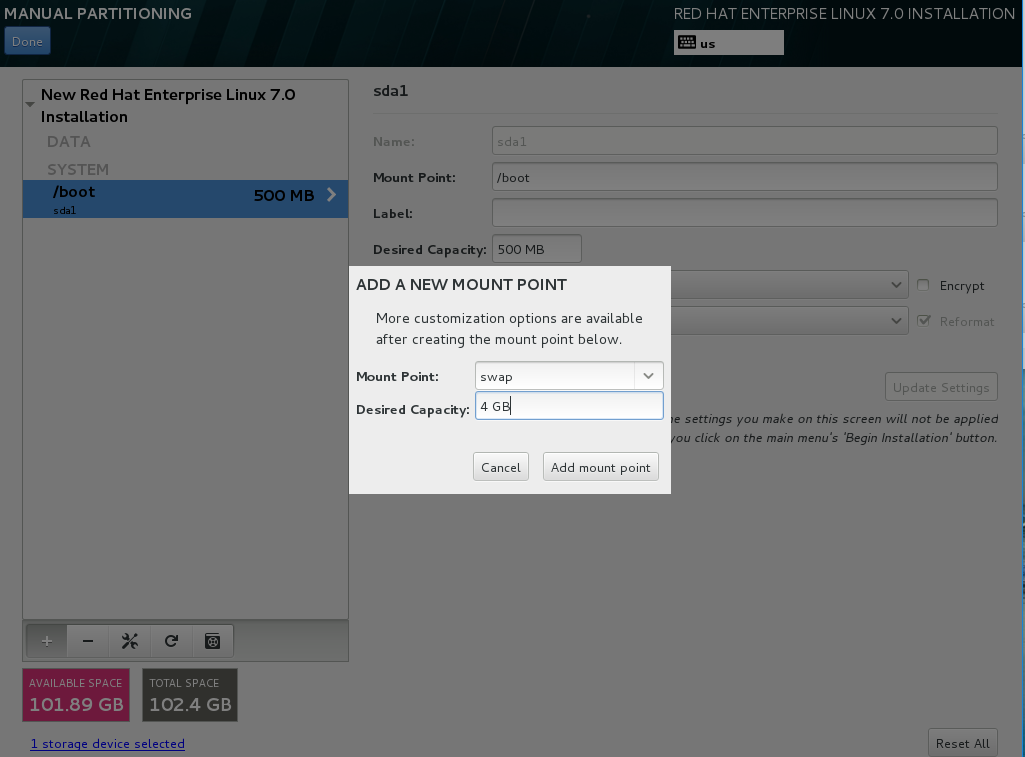 MANUAL PARTITIONING
RED HAT ENTERPRISE LINUX 7.0 INSTALLATION
Done
us
New Red Hat Enterprise Linux 7.0
Installation
DATA
SYSTEM
/boot
500 MB
sda1
sda1
Name:
sda1
Mount Point:
/boot
Label:
Desired Capacity:
500 MB
Encrypt
Reformat
Update Settings
settings you make on this screen will not be applied
you click on the main menu's 'Begin Installation' button.
ADD A NEW MOUNT POINT
More customization options are available
after creating the mount point below.
Mount Point:
swap
Desired Capacity:
4 GB
Cancel
Add mount point
+
−
AVAILABLE SPACE
101.89 GB
TOTAL SPACE
102.4 GB
1 storage device selected
Reset All